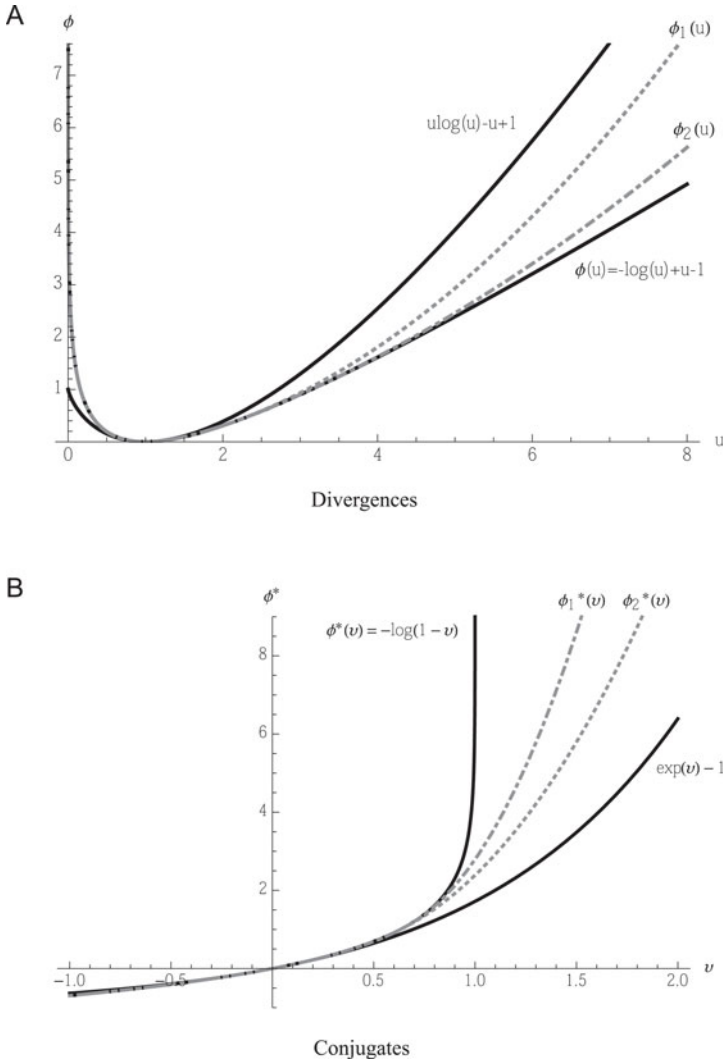 A
ϕ
ϕ₁(u)
7
ulog(u)-u+1
6
ϕ₂(u)
5
4
ϕ(u)=-log(u)+u-1
3
2
1
0 2 4 6 8 u
Divergences
B
ϕ*
ϕ*(υ) = -log(1 - υ)
ϕ₁*(υ) ϕ₂*(υ)
8
6
exp(υ) - 1
4
2
-1.0 -0.5 0.5 1.0 1.5 2.0 υ
Conjugates